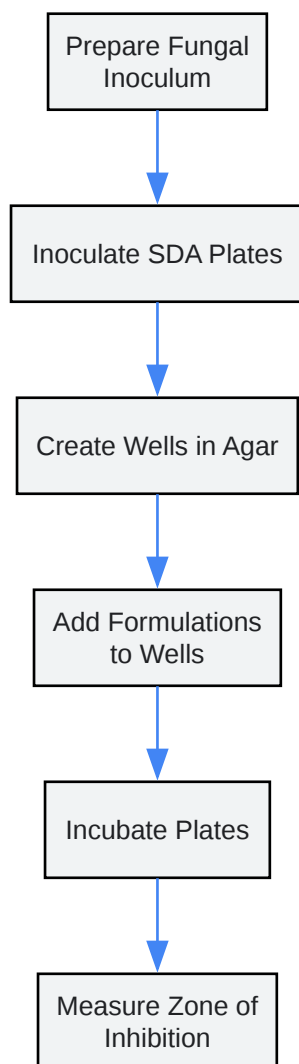 Prepare Fungal
Inoculum
Inoculate SDA Plates
Create Wells in Agar
Add Formulations
to Wells
Incubate Plates
Measure Zone of
Inhibition